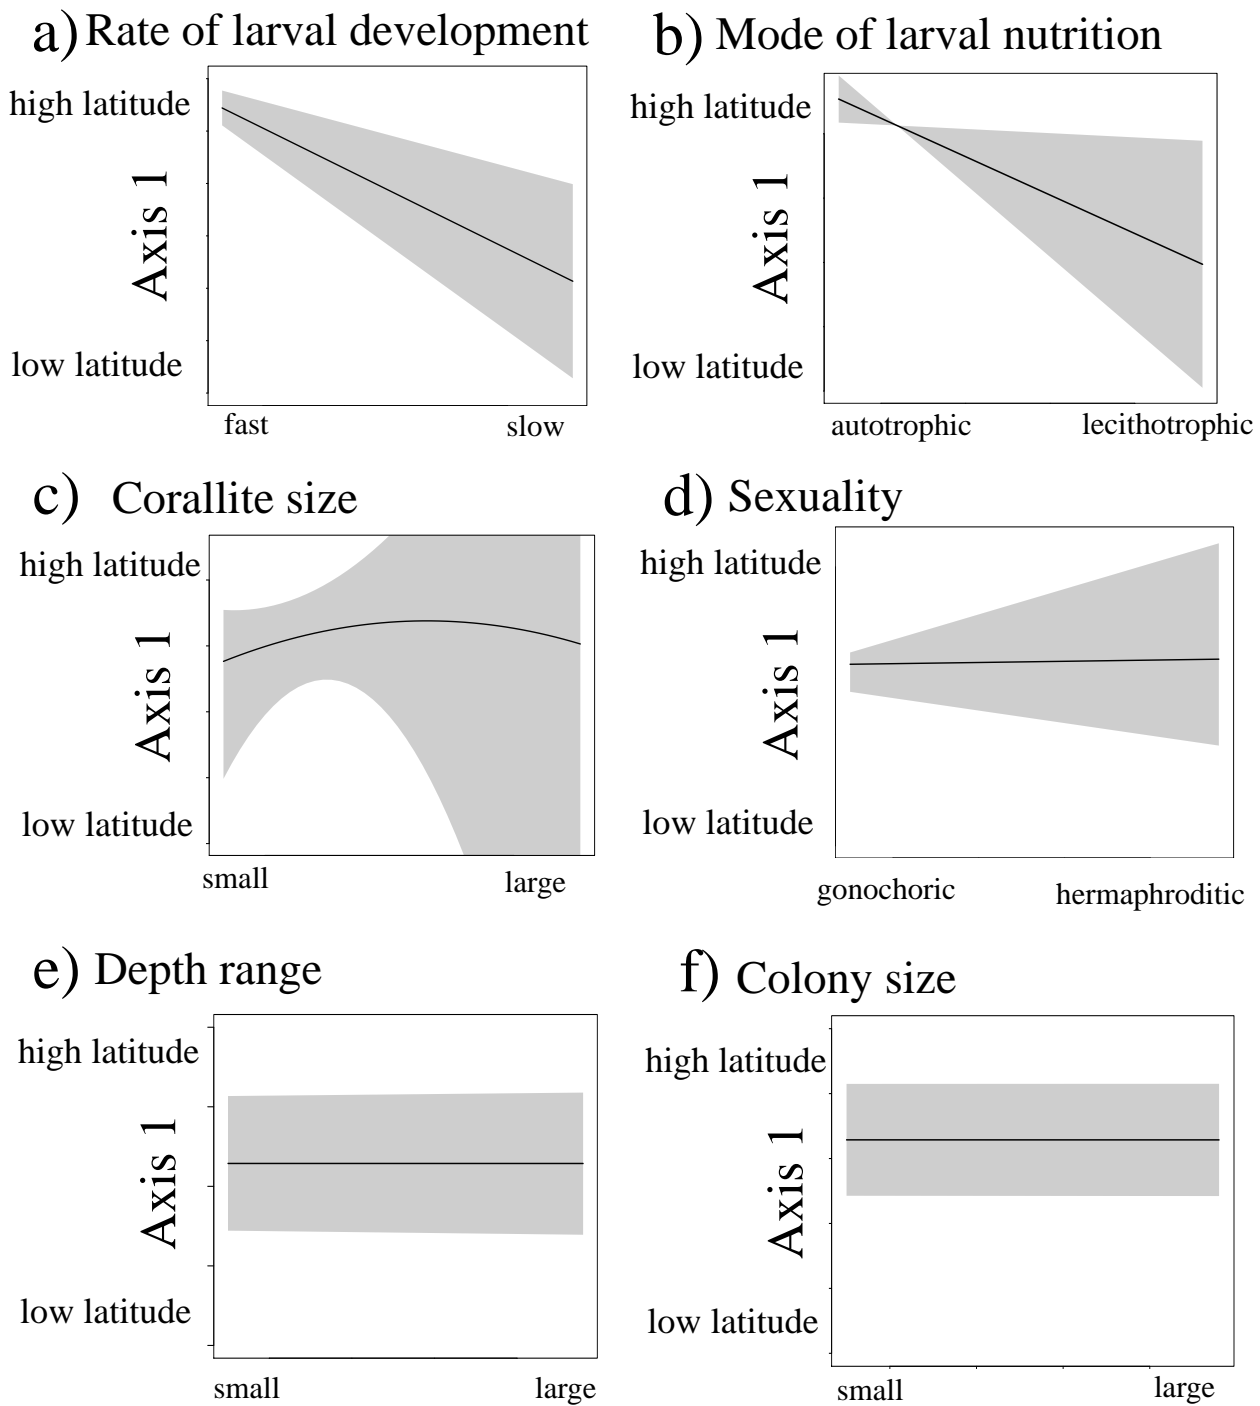 a) Rate of larval development
high latitude
Axis 1
low latitude
fast
slow
b) Mode of larval nutrition
high latitude
Axis 1
low latitude
autotrophic
lecithotrophic
c) Corallite size
high latitude
Axis 1
low latitude
small
large
d) Sexuality
high latitude
Axis 1
low latitude
gonochoric
hermaphroditic
e) Depth range
high latitude
Axis 1
low latitude
small
large
f) Colony size
high latitude
Axis 1
low latitude
small
large